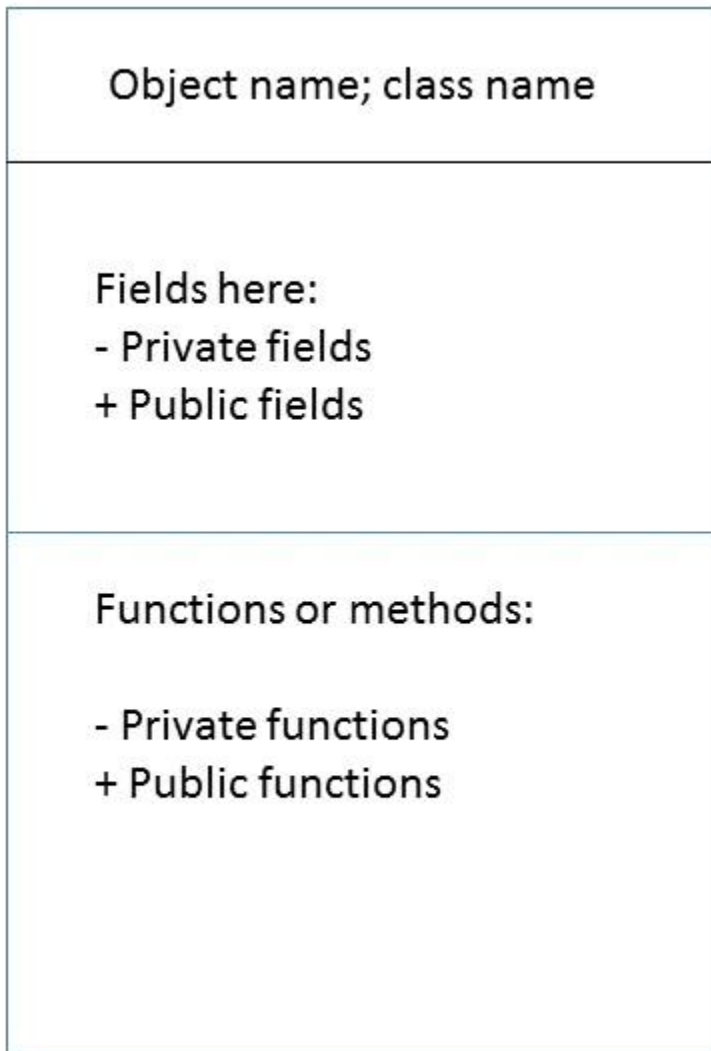 Object name; class name
Fields here:
- Private fields
+ Public fields
Functions or methods:
- Private functions
+ Public functions